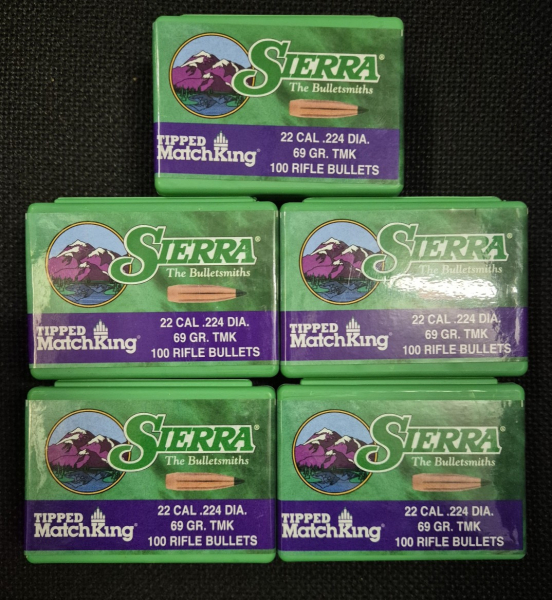 SIERRA®
The Bulletsmiths
TIPPED
MatchKing®
22 CAL .224 DIA.
69 GR. TMK
100 RIFLE BULLETS
SIERRA®
The Bulletsmiths
TIPPED
MatchKing®
22 CAL .224 DIA.
69 GR. TMK
100 RIFLE BULLETS
SIERRA®
The Bulletsmiths
TIPPED
MatchKing®
22 CAL .224 DIA.
69 GR. TMK
100 RIFLE BULLETS
SIERRA®
The Bulletsmiths
TIPPED
MatchKing®
22 CAL .224 DIA.
69 GR. TMK
100 RIFLE BULLETS
SIERRA®
The Bulletsmiths
TIPPED
MatchKing®
22 CAL .224 DIA.
69 GR. TMK
100 RIFLE BULLETS